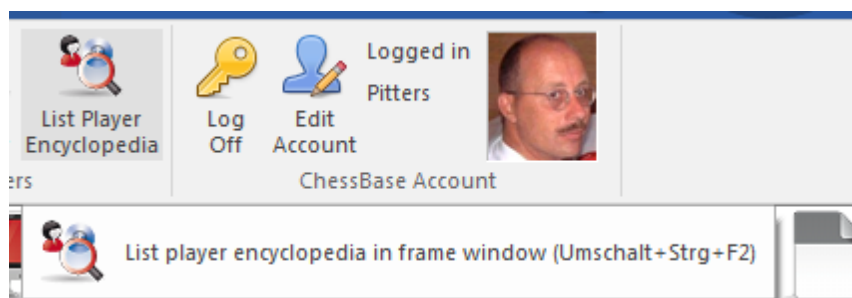 List Player
Encyclopedia
Log
Off
Edit
Account
Logged in
Pitters
ers
ChessBase Account
List player encyclopedia in frame window (Umschalt+Strg+F2)